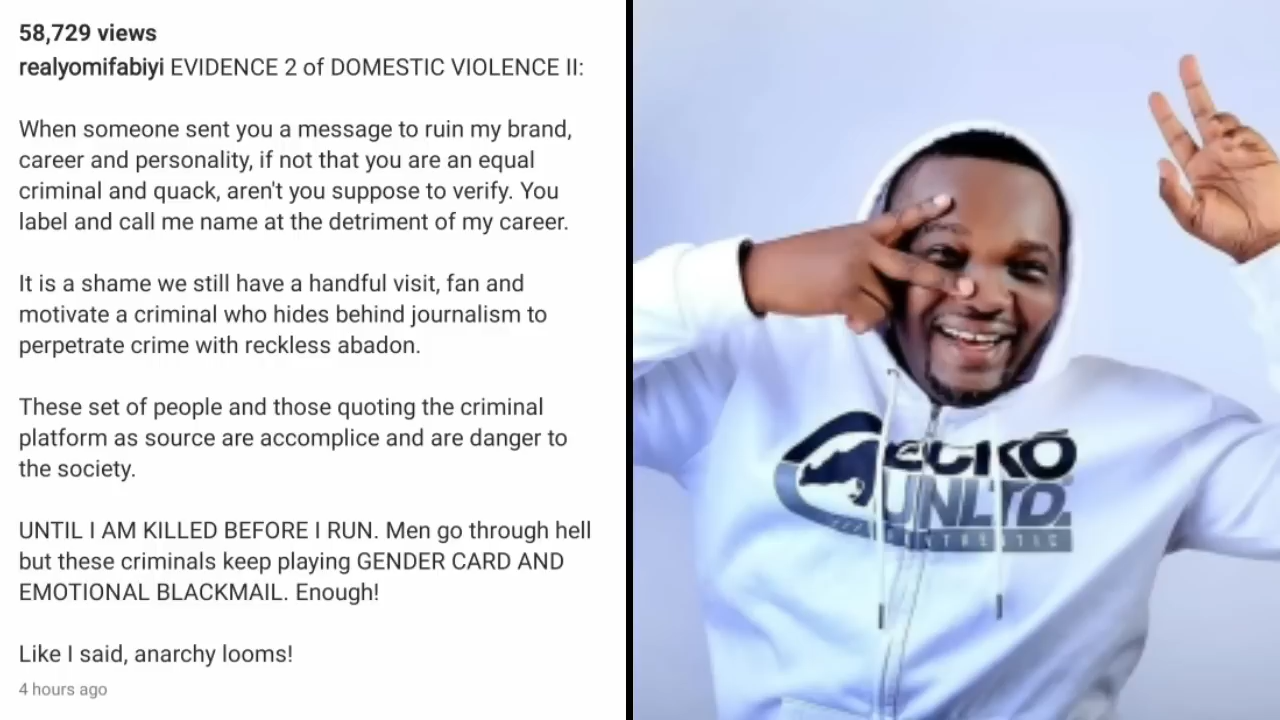 58,729 views
realyomifabiyi EVIDENCE 2 of DOMESTIC VIOLENCE II:
When someone sent you a message to ruin my brand,
career and personality, if not that you are an equal
criminal and quack, aren't you suppose to verify. You
label and call me name at the detriment of my career.
It is a shame we still have a handful visit, fan and
motivate a criminal who hides behind journalism to
perpetrate crime with reckless abadon.
These set of people and those quoting the criminal
platform as source are accomplice and are danger to
the society.
UNTIL I AM KILLED BEFORE I RUN. Men go through hell
but these criminals keep playing GENDER CARD AND
EMOTIONAL BLACKMAIL. Enough!
Like I said, anarchy looms!
4 hours ago
ECKŌ
UNLTD.